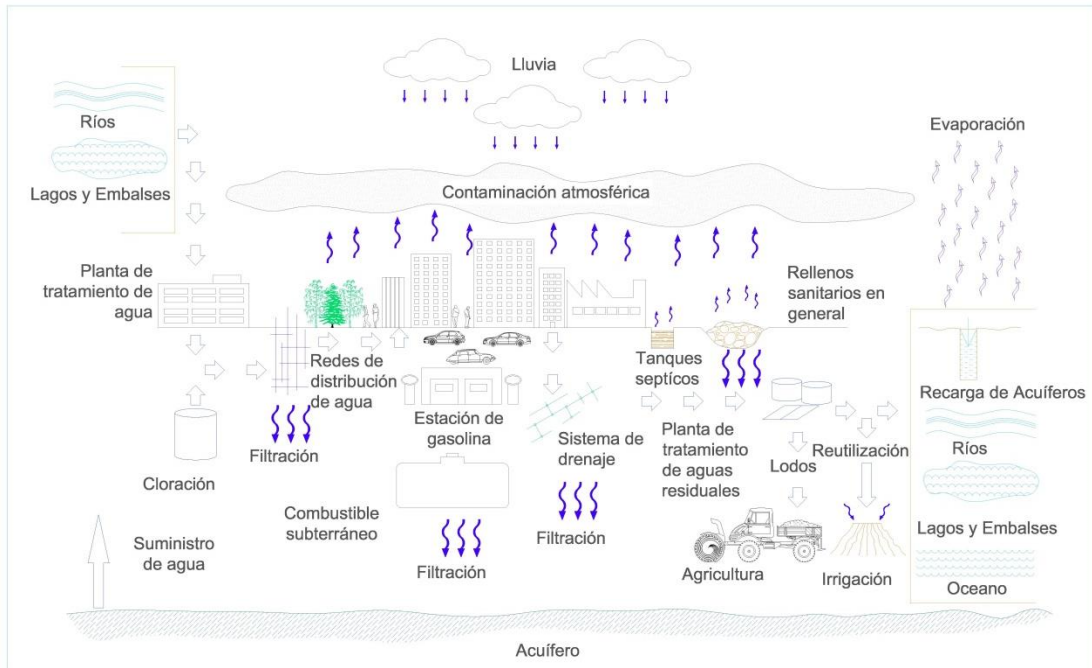 Lluvia
Ríos
Lagos y Embalses
Evaporación
Contaminación atmosférica
Planta de
tratamiento de
agua
Rellenos
sanitarios en
general
Redes de
distribución
de agua
Tanques
septícos
Recarga de Acuíferos
Estación de
gasolina
Sistema de
drenaje
Planta de
tratamiento
de aguas
residuales
Lodos
Reutilización
Ríos
Filtración
Cloración
Combustible
subterráneo
Filtración
Lagos y Embalses
Suministro
de agua
Filtración
Agricultura
Irrigación
Oceano
Acuífero